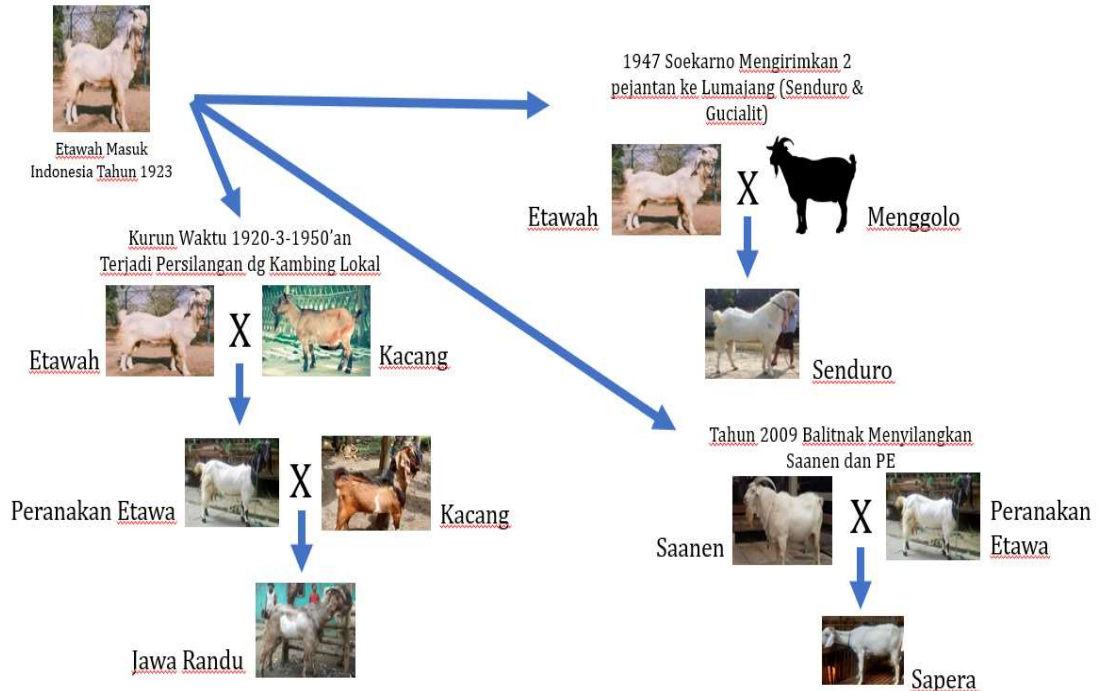 Etawah Masuk
Indonesia Tahun 1923
1947 Soekarno Mengirimkan 2
pejantan ke Lumajang (Senduro &
Gucialit)
Etawah
X
Menggolo
Senduro
Kurun Waktu 1920-3-1950’an
Terjadi Persilangan dg Kambing Lokal
Etawah
X
Kacang
Peranakan Etawa
X
Kacang
Jawa Randu
Tahun 2009 Balitnak Menyilangkan
Saanen dan PE
Saanen
X
Peranakan
Etawa
Sapera